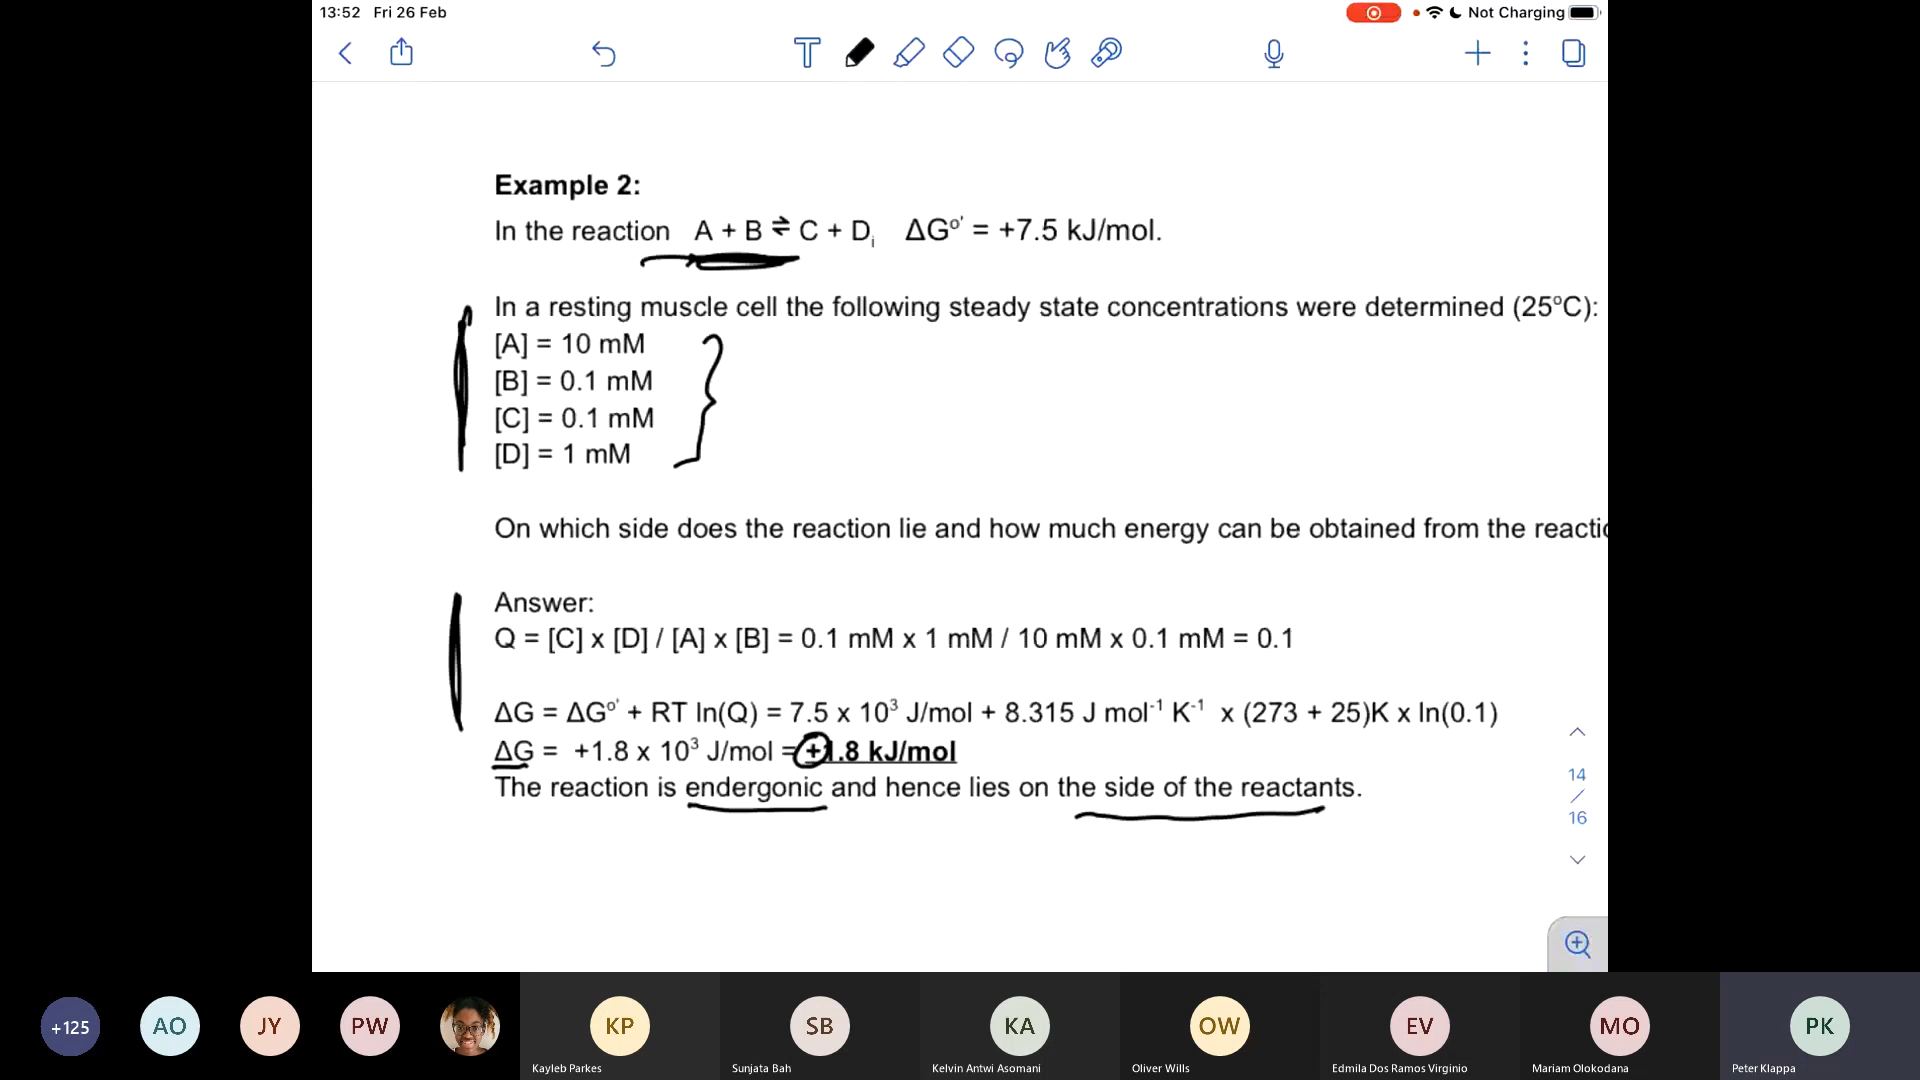 13:52 Fri 26 Feb
Not Charging
Example 2:
In the reaction A + B ⇌ C + Dᵢ ΔGᵒ' = +7.5 kJ/mol.
In a resting muscle cell the following steady state concentrations were determined (25ᵒC):
[A] = 10 mM
[B] = 0.1 mM
[C] = 0.1 mM
[D] = 1 mM
On which side does the reaction lie and how much energy can be obtained from the reactio
Answer:
Q = [C] x [D] / [A] x [B] = 0.1 mM x 1 mM / 10 mM x 0.1 mM = 0.1
ΔG = ΔGᵒ' + RT ln(Q) = 7.5 x 10³ J/mol + 8.315 J mol⁻¹ K⁻¹ x (273 + 25)K x ln(0.1)
ΔG = +1.8 x 10³ J/mol = +1.8 kJ/mol
The reaction is endergonic and hence lies on the side of the reactants.
14
/
16
+125 AO JY PW KP SB KA OW EV MO PK
Kayleb Parkes Sunjata Bah Kelvin Antwi Asomani Oliver Wills Edmila Dos Ramos Virginio Mariam Olokodana Peter Klappa